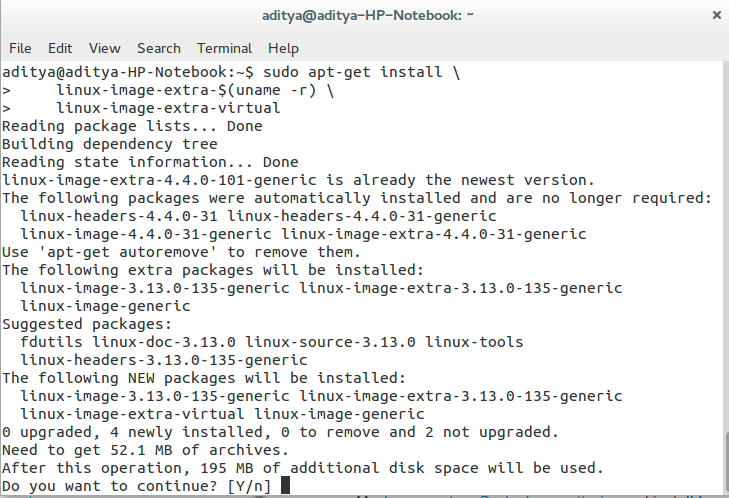 aditya@aditya-HP-Notebook: ~
File Edit View Search Terminal Help
aditya@aditya-HP-Notebook:~$ sudo apt-get install \
>     linux-image-extra-$(uname -r) \
>     linux-image-extra-virtual
Reading package lists... Done
Building dependency tree
Reading state information... Done
linux-image-extra-4.4.0-101-generic is already the newest version.
The following packages were automatically installed and are no longer required:
  linux-headers-4.4.0-31 linux-headers-4.4.0-31-generic
  linux-image-4.4.0-31-generic linux-image-extra-4.4.0-31-generic
Use 'apt-get autoremove' to remove them.
The following extra packages will be installed:
  linux-image-3.13.0-135-generic linux-image-extra-3.13.0-135-generic
  linux-image-generic
Suggested packages:
  fdutils linux-doc-3.13.0 linux-source-3.13.0 linux-tools
  linux-headers-3.13.0-135-generic
The following NEW packages will be installed:
  linux-image-3.13.0-135-generic linux-image-extra-3.13.0-135-generic
  linux-image-extra-virtual linux-image-generic
0 upgraded, 4 newly installed, 0 to remove and 2 not upgraded.
Need to get 52.1 MB of archives.
After this operation, 195 MB of additional disk space will be used.
Do you want to continue? [Y/n]